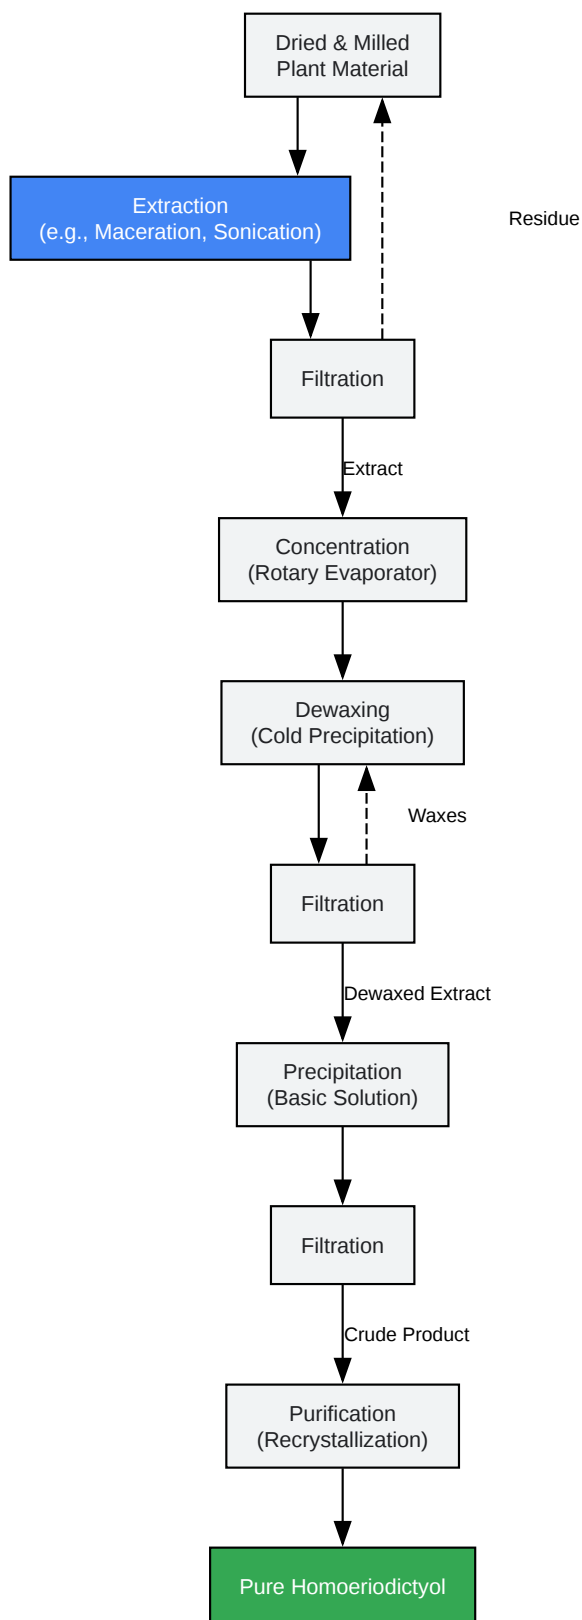 Dried & Milled
Plant Material
Extraction
(e.g., Maceration, Sonication)
Residue
Filtration
Extract
Concentration
(Rotary Evaporator)
Dewaxing
(Cold Precipitation)
Waxes
Filtration
Dewaxed Extract
Precipitation
(Basic Solution)
Filtration
Crude Product
Purification
(Recrystallization)
Pure Homoeriodictyol